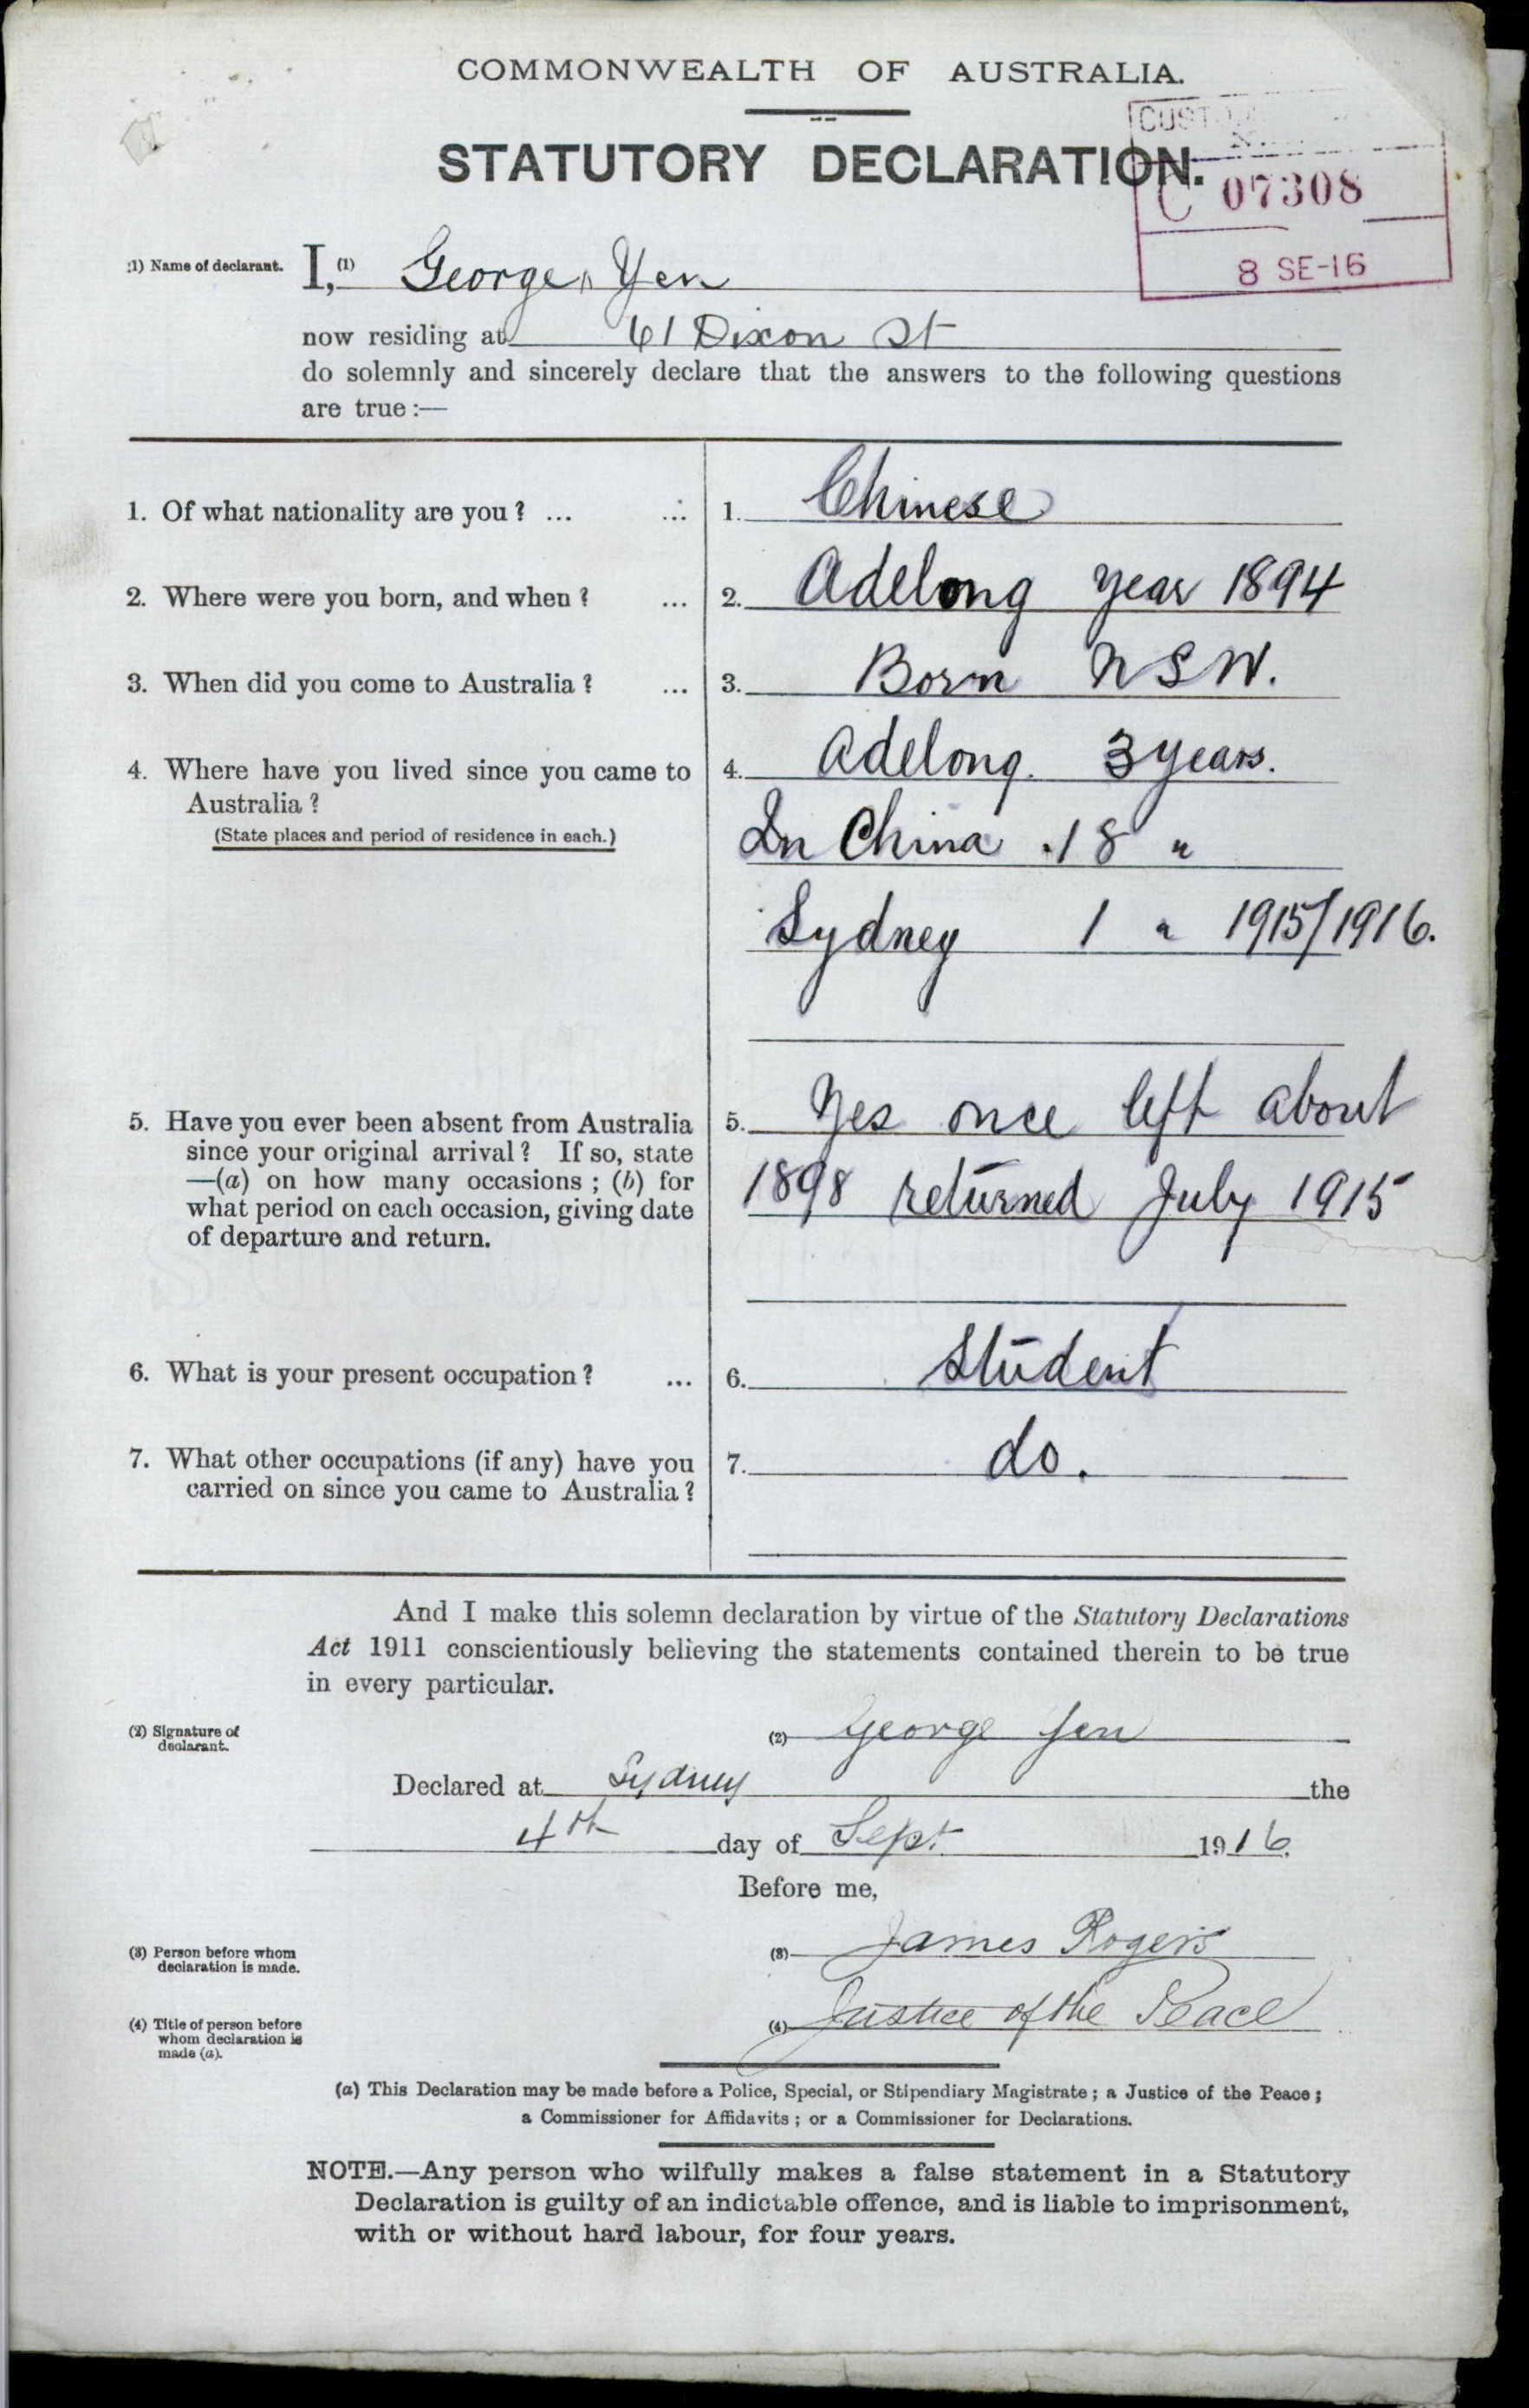 COMMONWEALTH OF AUSTRALIA.
STATUTORY DECLARATION.
C 07308
8 SE-16
(1) Name of declarant. I, (1) George Yen
now residing at 61 Dixon St
do solemnly and sincerely declare that the answers to the following questions
are true :—
1. Of what nationality are you ? ... ... 1. Chinese
2. Where were you born, and when ? ... 2. Adelong year 1894
3. When did you come to Australia ? ... 3. Born NSW.
4. Where have you lived since you came to 4. Adelong. 3 years.
Australia ?
(State places and period of residence in each.) In China .18 "
Sydney 1 " 1915/1916.
5. Have you ever been absent from Australia 5. Yes once left about
since your original arrival ? If so, state
—(a) on how many occasions ; (b) for 1898 returned July 1915
what period on each occasion, giving date
of departure and return.
6. What is your present occupation ? ... 6. Student
7. What other occupations (if any) have you 7. do.
carried on since you came to Australia ?
And I make this solemn declaration by virtue of the Statutory Declarations
Act 1911 conscientiously believing the statements contained therein to be true
in every particular.
(2) Signature of (2) George Yen
declarant.
Declared at Sydney the
4th day of Sept 1916.
Before me,
(3) Person before whom (3) James Rogers
declaration is made.
(4) Title of person before (4) Justice of the Peace
whom declaration is
made (a).
(a) This Declaration may be made before a Police, Special, or Stipendiary Magistrate ; a Justice of the Peace ;
a Commissioner for Affidavits ; or a Commissioner for Declarations.
NOTE.—Any person who wilfully makes a false statement in a Statutory
Declaration is guilty of an indictable offence, and is liable to imprisonment,
with or without hard labour, for four years.